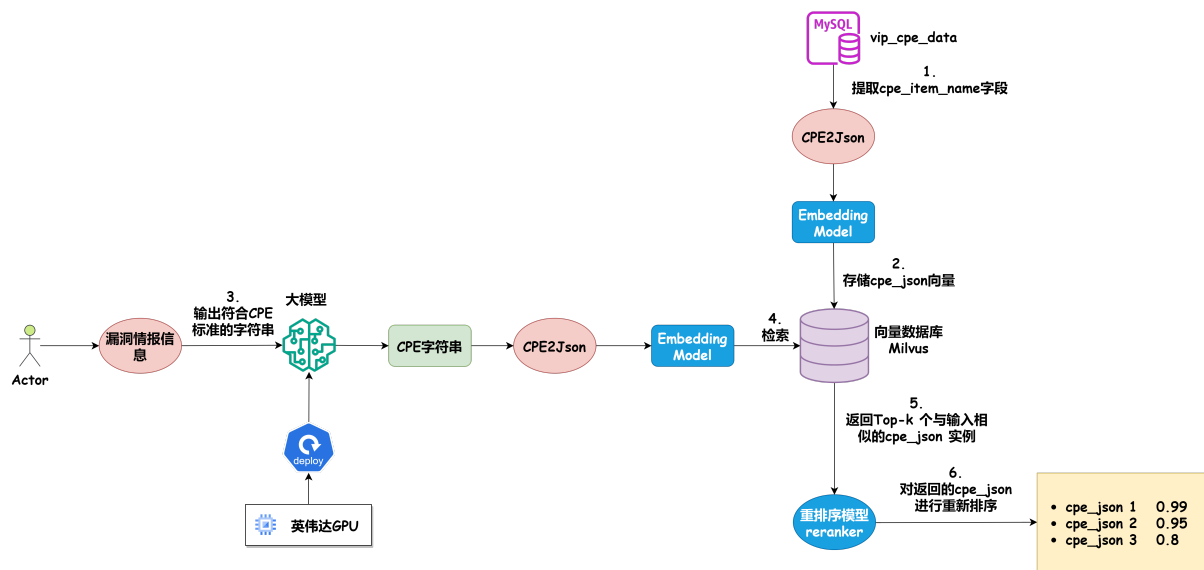 MySQL
vip_cpe_data
1.
提取cpe_item_name字段
CPE2Json
Embedding
Model
2.
存储cpe_json向量
3.
输出符合CPE
标准的字符串
大模型
漏洞情报信
息
Actor
CPE字符串
CPE2Json
Embedding
Model
4.
检索
向量数据库
Milvus
deploy
英伟达GPU
5.
返回Top-k 个与输入相
似的cpe_json 实例
重排序模型
reranker
6.
对返回的cpe_json
进行重新排序
• cpe_json 1 0.99
• cpe_json 2 0.95
• cpe_json 3 0.8